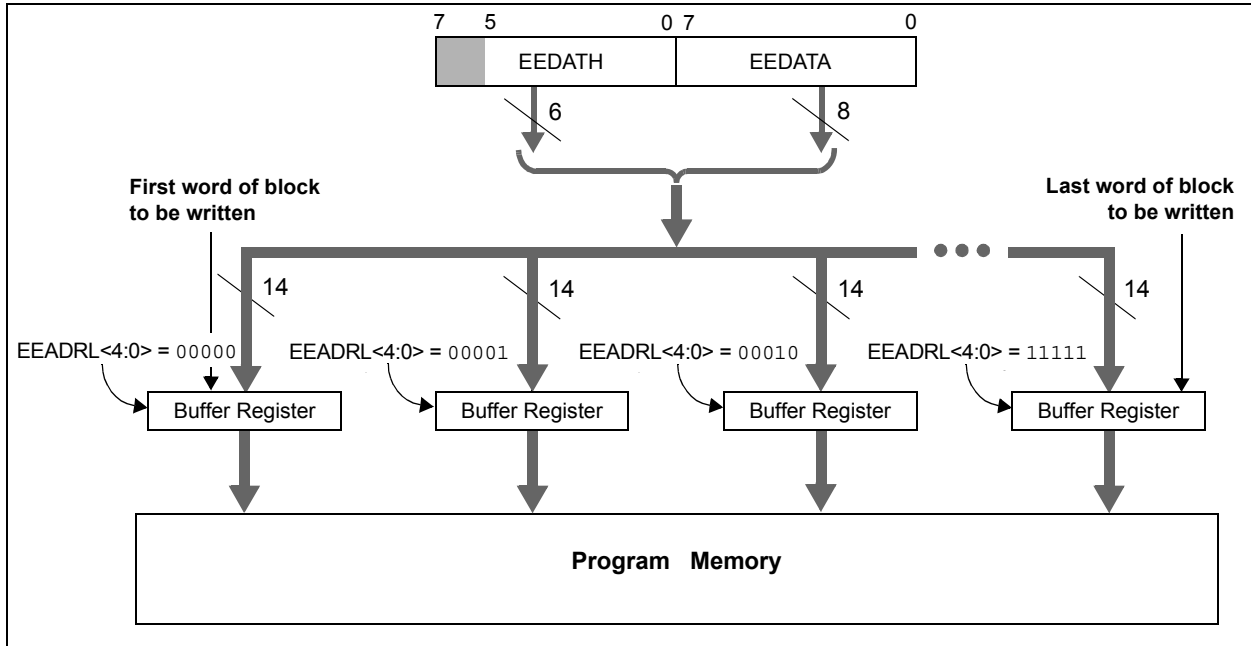 7 5 0 7 0
EEDATH EEDATA
6 8
First word of block
to be written
Last word of block
to be written
14 14 14 14
EEADRL<4:0> = 00000 EEADRL<4:0> = 00001 EEADRL<4:0> = 00010 EEADRL<4:0> = 11111
Buffer Register Buffer Register Buffer Register Buffer Register
Program Memory